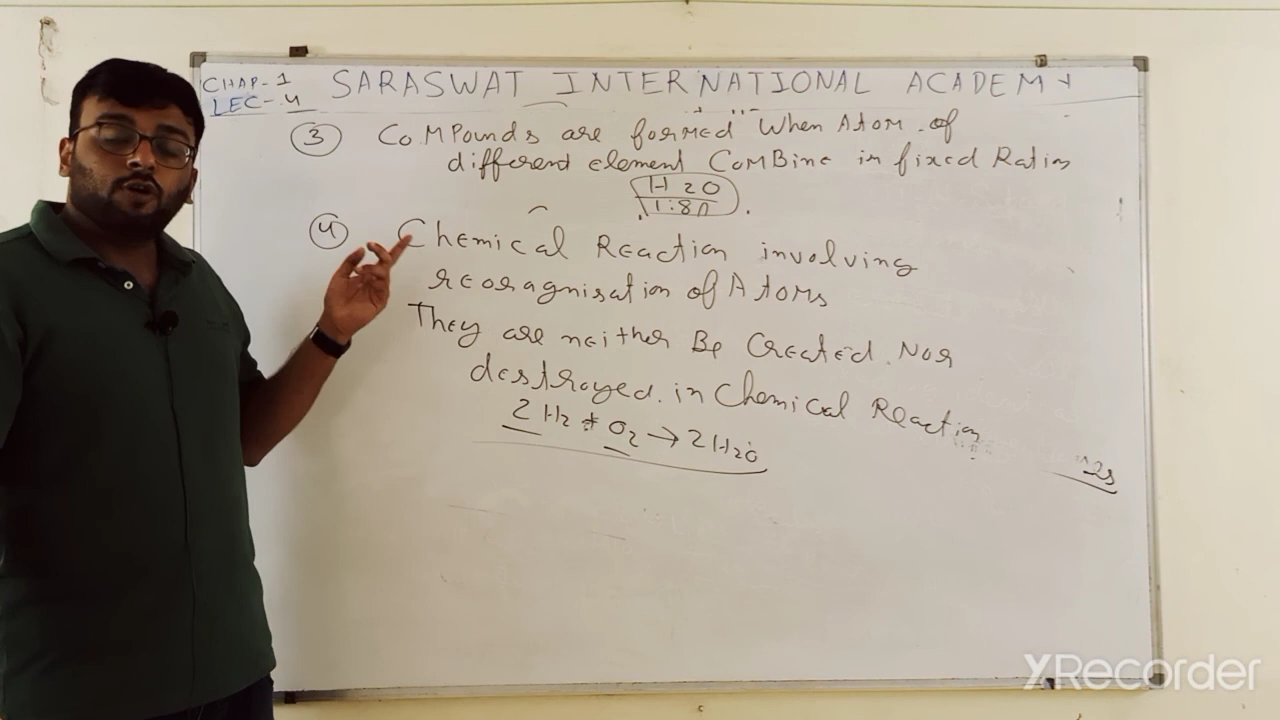 CHAP-1 SARASWAT INTERNATIONAL ACADEMY
LEC-4
3 Compounds are formed When Atom of
different element ComBine in fixed Ratios
H2O
1:8
4 Chemical Reaction involving
reoragnisation of Atoms
They are neither Be Created Nor
destroyed. in Chemical Reaction
2H2 + O2 → 2H2O
XRecorder